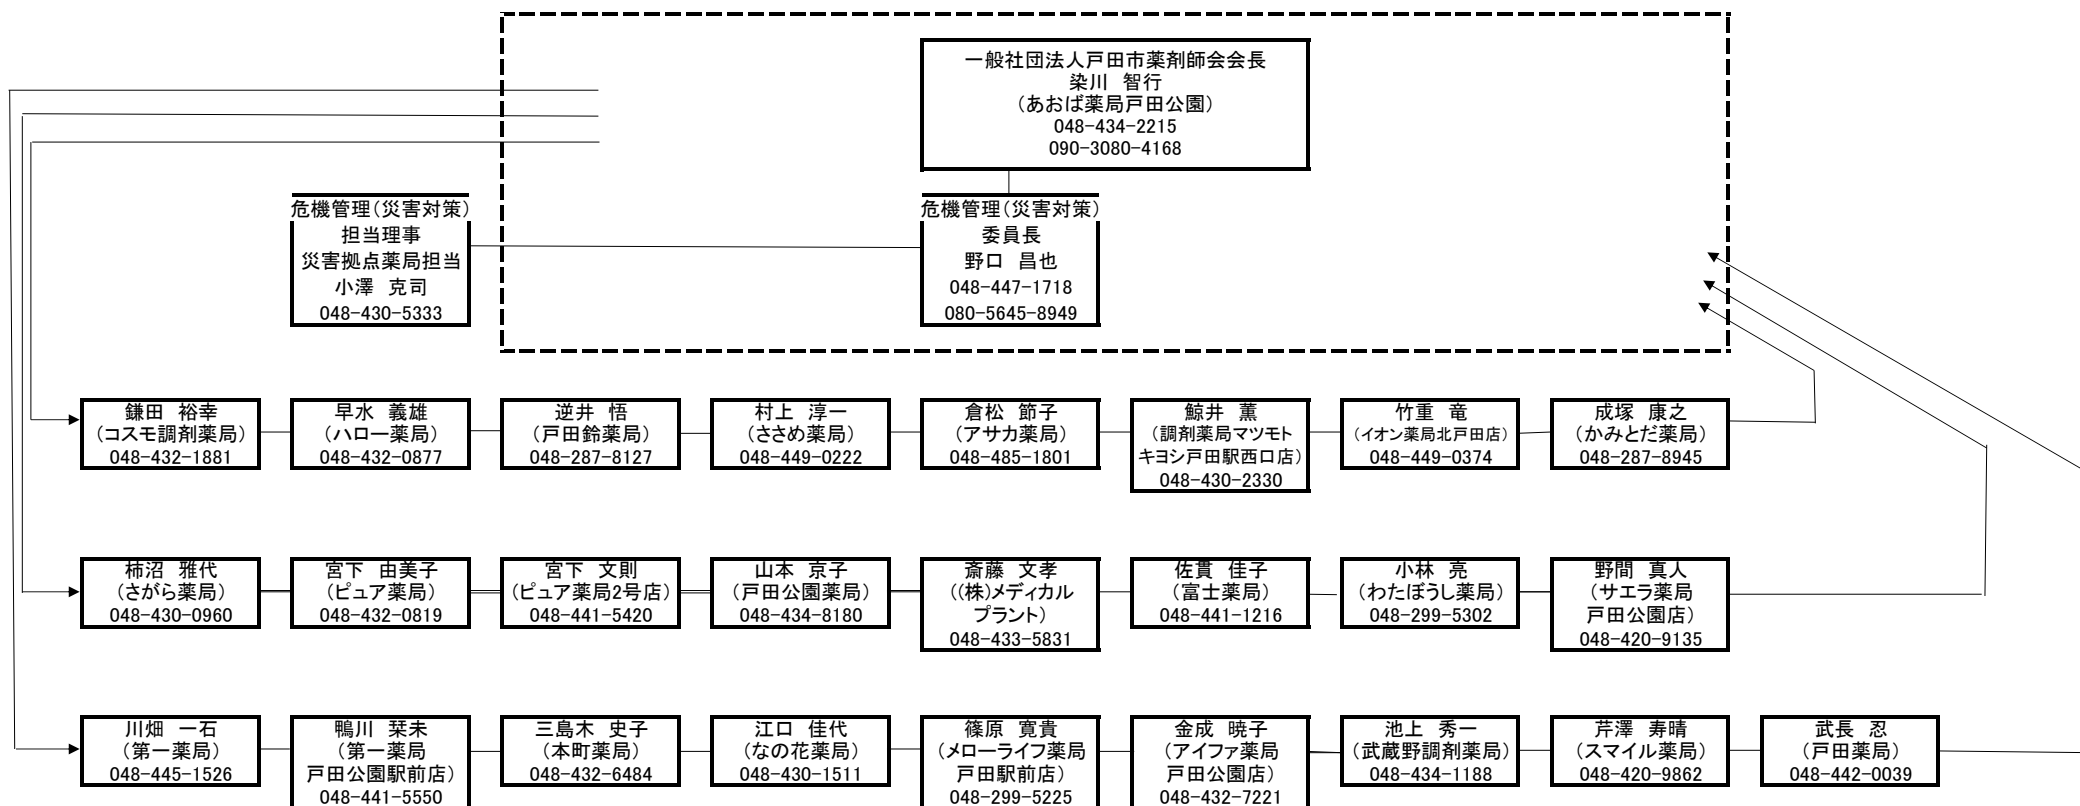 一般社団法人戸田市薬剤師会会長
染川 智行
(あおば薬局戸田公園)
048-434-2215
090-3080-4168
危機管理(災害対策)
担当理事
災害拠点薬局担当
小澤 克司
048-430-5333
危機管理(災害対策)
委員長
野口 昌也
048-447-1718
080-5645-8949
鎌田 裕幸
(コスモ調剤薬局)
048-432-1881
早水 義雄
(ハロー薬局)
048-432-0877
逆井 悟
(戸田鈴薬局)
048-287-8127
村上 淳一
(ささめ薬局)
048-449-0222
倉松 節子
(アサカ薬局)
048-485-1801
鯨井 薫
(調剤薬局マツモト
キヨシ戸田駅西口店)
048-430-2330
竹重 竜
(イオン薬局北戸田店)
048-449-0374
成塚 康之
(かみとだ薬局)
048-287-8945
柿沼 雅代
(さがら薬局)
048-430-0960
宮下 由美子
(ピュア薬局)
048-432-0819
宮下 文則
(ピュア薬局2号店)
048-441-5420
山本 京子
(戸田公園薬局)
048-434-8180
斎藤 文孝
((株)メディカル
プラント)
048-433-5831
佐貫 佳子
(富士薬局)
048-441-1216
小林 亮
(わたぼうし薬局)
048-299-5302
野間 真人
(サエラ薬局
戸田公園店)
048-420-9135
川畑 一石
(第一薬局)
048-445-1526
鴨川 栞未
(第一薬局
戸田公園駅前店)
048-441-5550
三島木 史子
(本町薬局)
048-432-6484
江口 佳代
(なの花薬局)
048-430-1511
篠原 寛貴
(メローライフ薬局
戸田駅前店)
048-299-5225
金成 暁子
(アイファ薬局
戸田公園店)
048-432-7221
池上 秀一
(武蔵野調剤薬局)
048-434-1188
芹澤 寿晴
(スマイル薬局)
048-420-9862
武長 忍
(戸田薬局)
048-442-0039